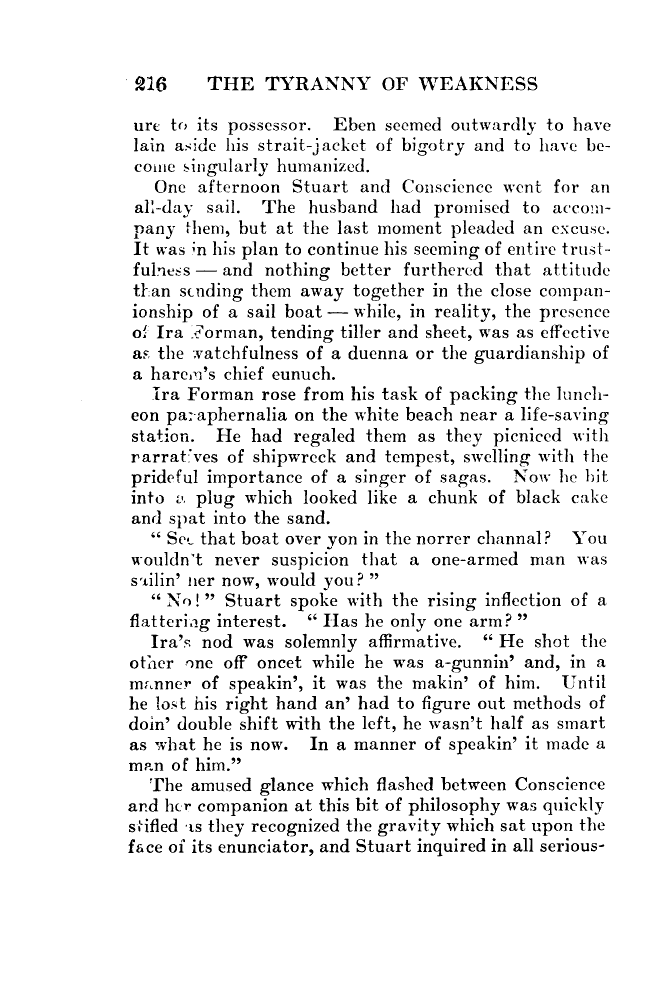 216 THE TYRANNY OF WEAKNESS
ure to its possessor. Eben seemed outwardly to have
lain aside his strait-jacket of bigotry and to have be-
come singularly humanized.
One afternoon Stuart and Conscience went for an
all-day sail. The husband had promised to accom-
pany them, but at the last moment pleaded an excuse.
It was in his plan to continue his seeming of entire trust-
fulness — and nothing better furthered that attitude
than sending them away together in the close compan-
ionship of a sail boat — while, in reality, the presence
of Ira Forman, tending tiller and sheet, was as effective
as the watchfulness of a duenna or the guardianship of
a harem's chief eunuch.
Ira Forman rose from his task of packing the lunch-
eon paraphernalia on the white beach near a life-saving
station. He had regaled them as they picniced with
narratives of shipwreck and tempest, swelling with the
prideful importance of a singer of sagas. Now he bit
into a plug which looked like a chunk of black cake
and spat into the sand.
“ See that boat over yon in the norrer channal? You
wouldn't never suspicion that a one-armed man was
sailin' her now, would you? ”
“ No! ” Stuart spoke with the rising inflection of a
flattering interest. “ Has he only one arm? ”
Ira's nod was solemnly affirmative. “ He shot the
other one off oncet while he was a-gunnin' and, in a
manner of speakin', it was the makin' of him. Until
he lost his right hand an' had to figure out methods of
doin' double shift with the left, he wasn't half as smart
as what he is now. In a manner of speakin' it made a
man of him.”
The amused glance which flashed between Conscience
and her companion at this bit of philosophy was quickly
stifled as they recognized the gravity which sat upon the
face of its enunciator, and Stuart inquired in all serious-